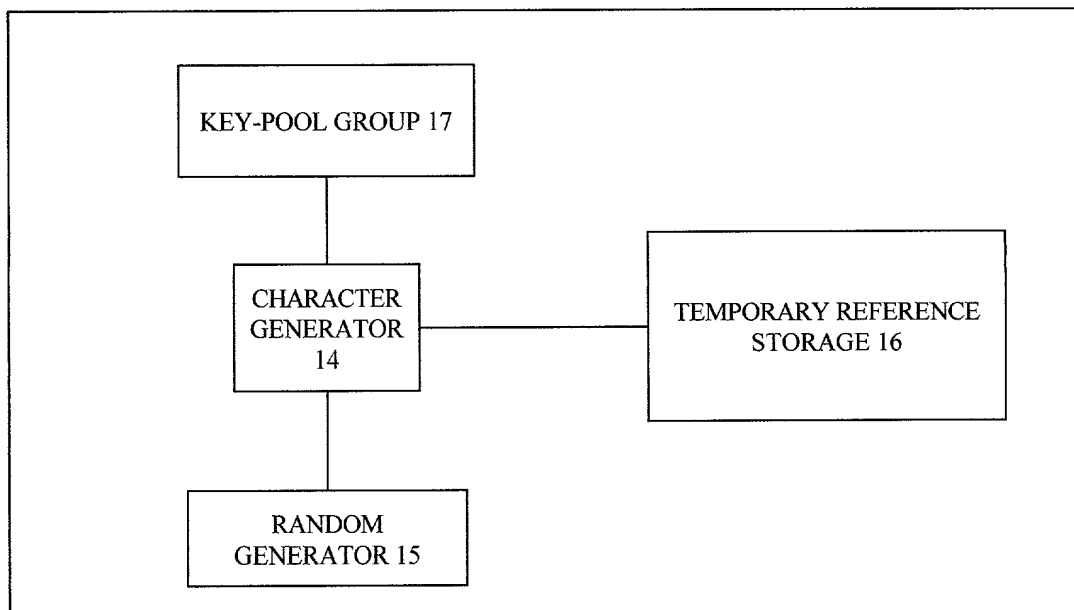 KEY-POOL GROUP 17
CHARACTER
GENERATOR
14
TEMPORARY REFERENCE
STORAGE 16
RANDOM
GENERATOR 15